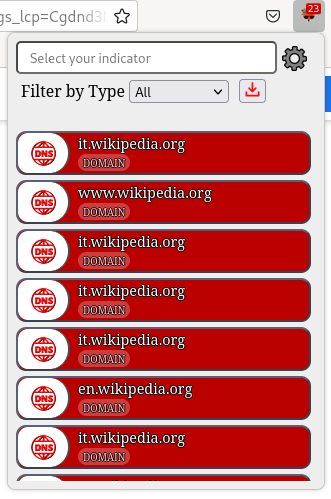 gs_lcp=Cgdnd3
23
Select your indicator
Filter by Type All
DNS it.wikipedia.org
DOMAIN
DNS www.wikipedia.org
DOMAIN
DNS it.wikipedia.org
DOMAIN
DNS it.wikipedia.org
DOMAIN
DNS it.wikipedia.org
DOMAIN
DNS en.wikipedia.org
DOMAIN
DNS it.wikipedia.org
DOMAIN